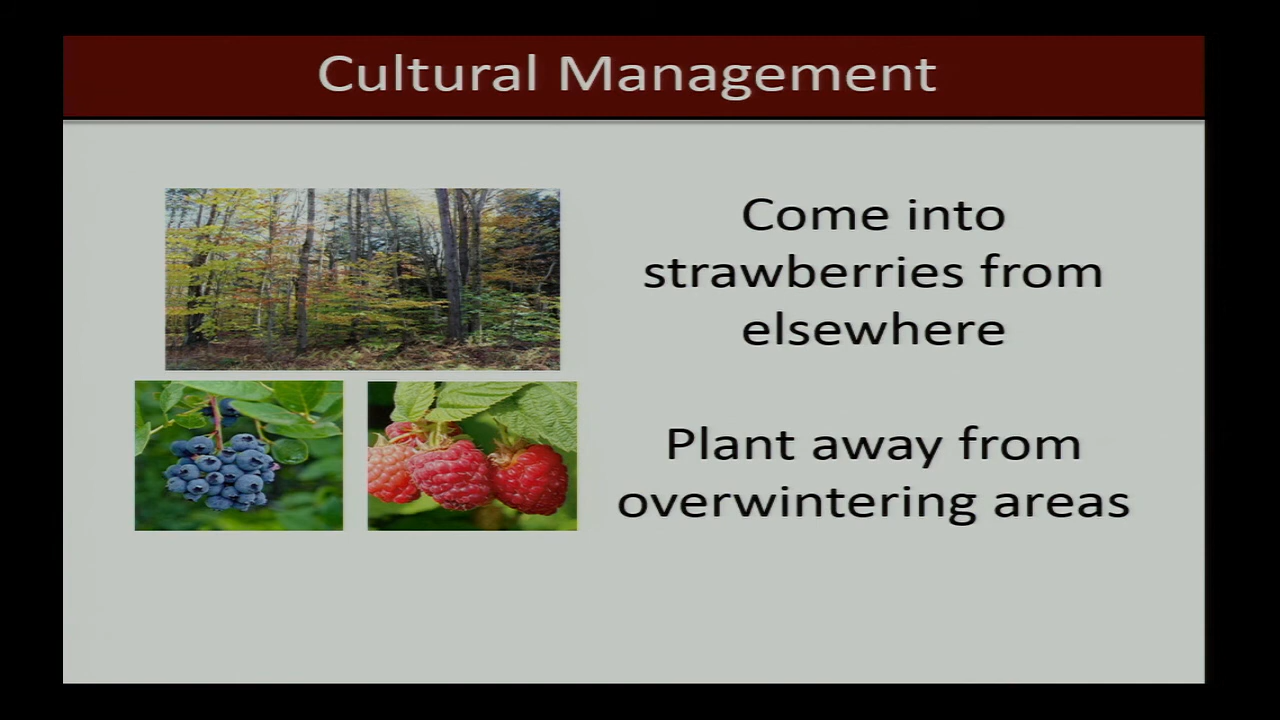 Cultural Management
Come into
strawberries from
elsewhere
Plant away from
overwintering areas